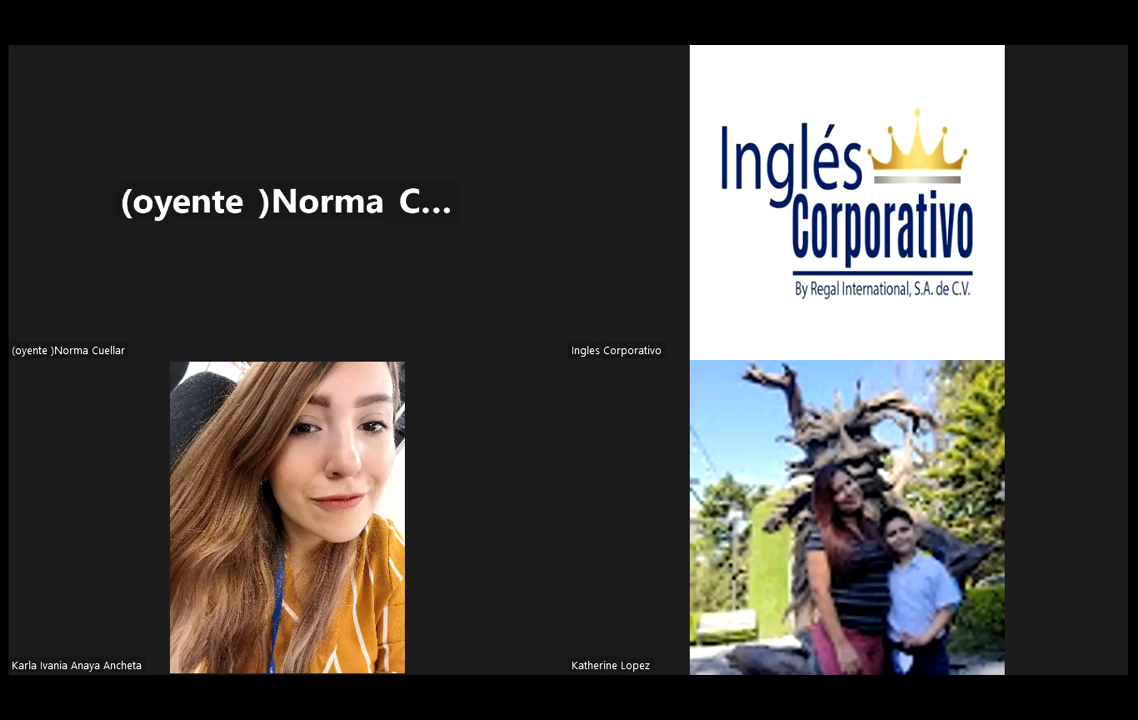 (oyente )Norma C...
Inglés
Corporativo
By Regal International, S.A. de C.V.
(oyente )Norma Cuellar
Ingles Corporativo
Karla Ivania Anaya Ancheta
Katherine Lopez